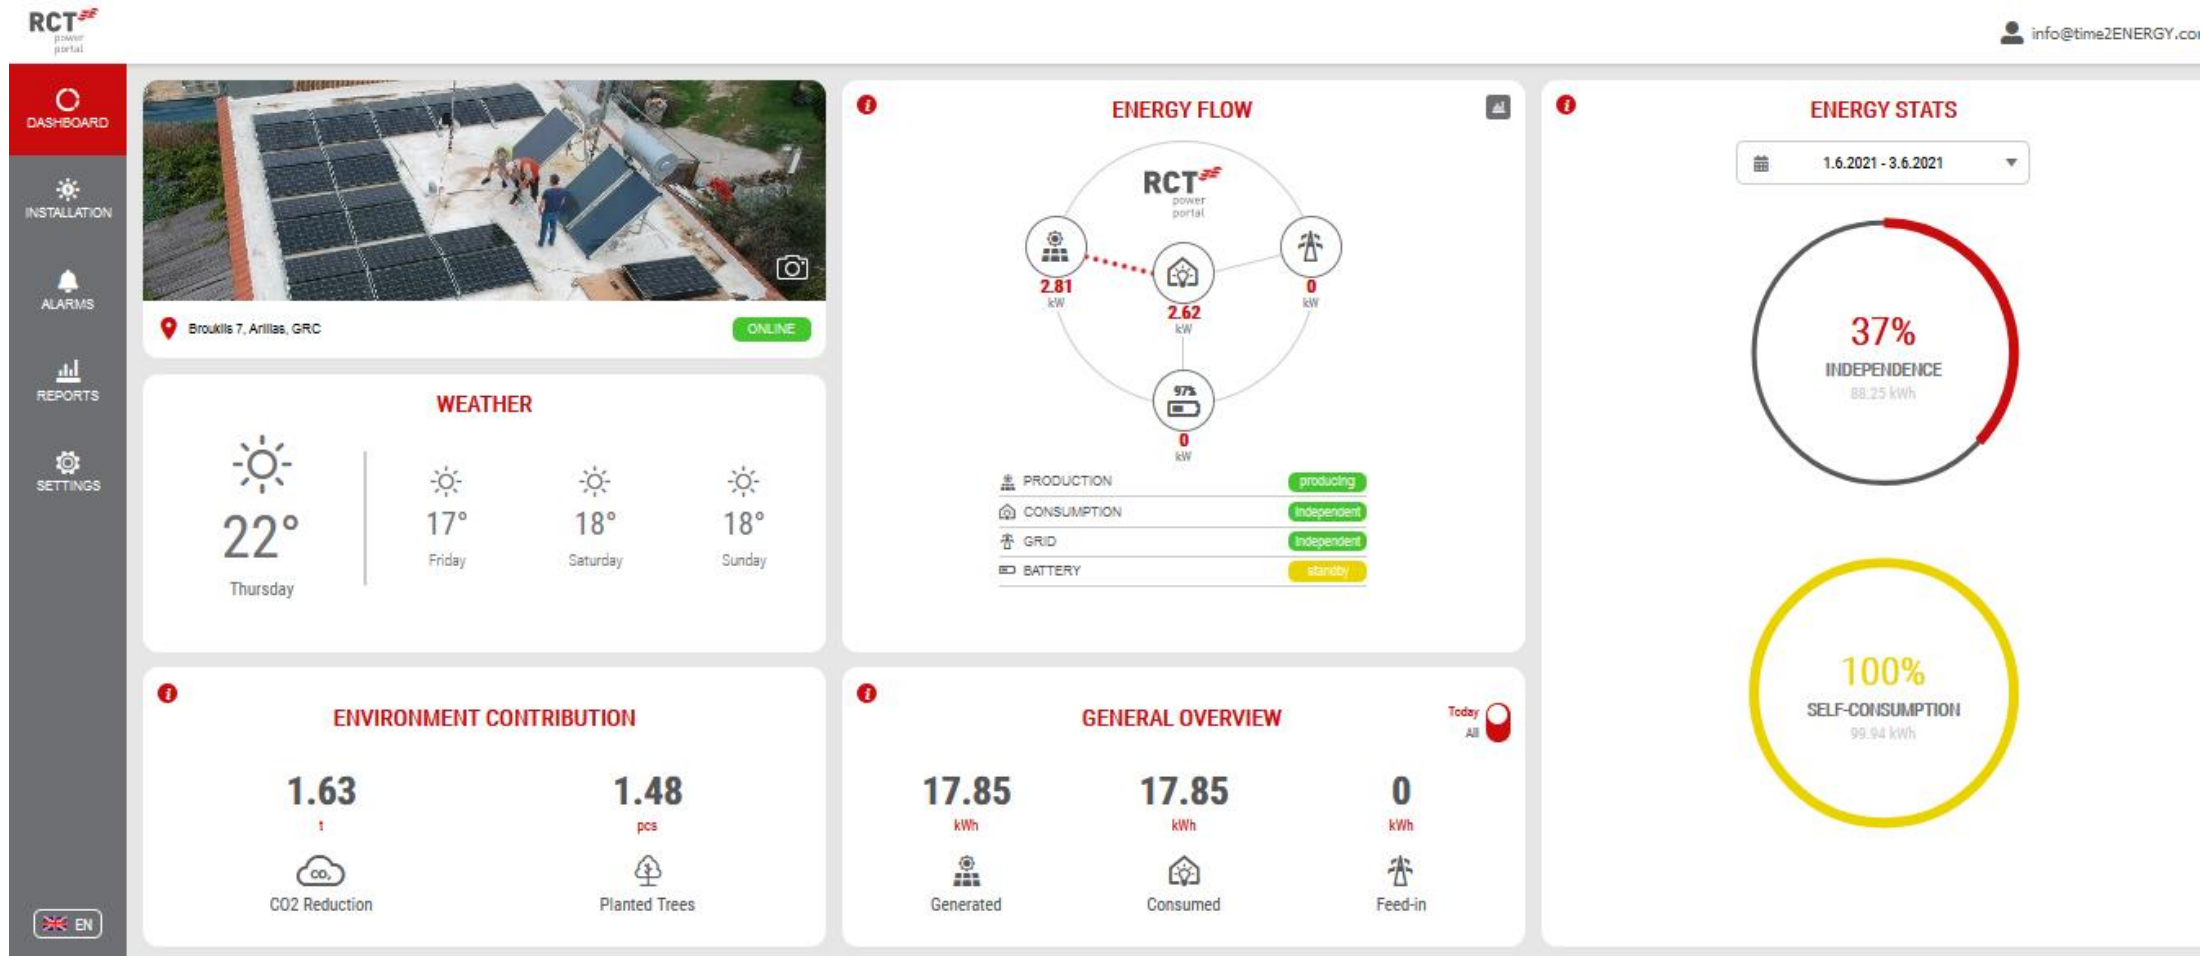 RCT
power
portal
info@time2ENERGY.co
DASHBOARD
INSTALLATION
ALARMS
REPORTS
SETTINGS
EN
Brouklis 7, Arillas, GRC
ONLINE
WEATHER
22°
Thursday
17°
Friday
18°
Saturday
18°
Sunday
ENVIRONMENT CONTRIBUTION
1.63
t
CO2 Reduction
1.48
pcs
Planted Trees
ENERGY FLOW
RCT
power
portal
2.81
kW
2.62
kW
0
kW
97%
0
kW
PRODUCTION
producing
CONSUMPTION
Independent
GRID
Independent
BATTERY
standby
GENERAL OVERVIEW
Today
All
17.85
kWh
Generated
17.85
kWh
Consumed
0
kWh
Feed-in
ENERGY STATS
1.6.2021 - 3.6.2021
37%
INDEPENDENCE
88.25 kWh
100%
SELF-CONSUMPTION
99.94 kWh